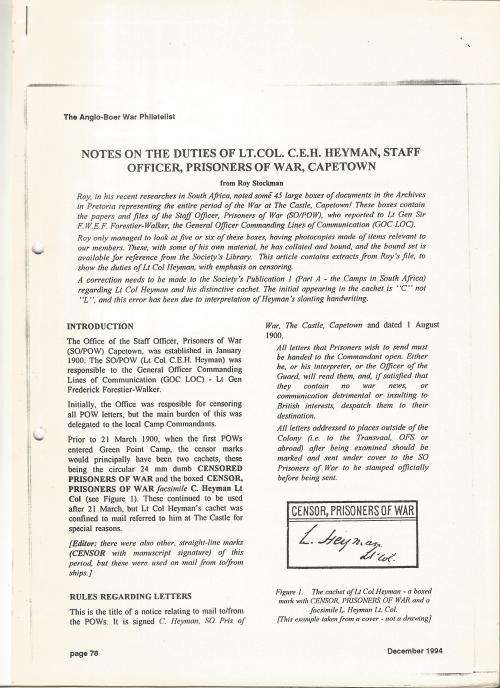 The Anglo-Boer War Philatelist
NOTES ON THE DUTIES OF LT.COL. C.E.H. HEYMAN, STAFF
OFFICER, PRISONERS OF WAR, CAPETOWN
from Roy Stockman
Roy, in his recent researches in South Africa, noted some 45 large boxes of documents in the Archives
in Pretoria representing the entire period of the War at The Castle, Capetown! These boxes contain
the papers and files of the Staff Officer, Prisoners of War (SO/POW), who reported to Lt Gen Sir
F.W.E.F. Forestier-Walker, the General Officer Commanding Lines of Communication (GOC LOC).
Roy only managed to look at five or six of these boxes, having photocopies made of items relevant to
our members. These, with some of his own material, he has collated and bound, and the bound set is
available for reference from the Society's Library. This article contains extracts from Roy's file, to
show the duties of Lt Col Heyman, with emphasis on censoring.
A correction needs to be made to the Society's Publication 1 (Part A - the Camps in South Africa)
regarding Lt Col Heyman and his distinctive cachet. The initial appearing in the cachet is "C" not
"L", and this error has been due to interpretation of Heyman's slanting handwriting.
INTRODUCTION
The Office of the Staff Officer, Prisoners of War
(SO/POW) Capetown, was established in January
1900. The SO/POW (Lt Col C.E.H. Heyman) was
responsible to the General Officer Commanding
Lines of Communication (GOC LOC) - Lt Gen
Frederick Forestier-Walker.
Initially, the Office was resposible for censoring
all POW letters, but the main burden of this was
delegated to the local Camp Commandants.
Prior to 21 March 1900, when the first POWs
entered Green Point Camp, the censor marks
would principally have been two cachets, these
being the circular 24 mm dumb CENSORED
PRISONERS OF WAR and the boxed CENSOR,
PRISONERS OF WAR facsimile C. Heyman Lt
Col (see Figure 1). These continued to be used
after 21 March, but Lt Col Heyman's cachet was
confined to mail referred to him at The Castle for
special reasons.
[Editor: there were also other, straight-line marks
(CENSOR with manuscript signature) of this
period, but these were used on mail from to/from
ships.]
RULES REGARDING LETTERS
This is the title of a notice relating to mail to/from
the POWs. It is signed C. Heyman, SO Pris of
War, The Castle, Capetown and dated 1 August
1900,
All letters that Prisoners wish to send must
be handed to the Commandant open. Either
he, or his interpreter, or the Officer of the
Guard, will read them, and, if satisfied that
they contain no war news, or
communication detrimental or insulting to
British interests, despatch them to their
destination.
All letters addressed to places outside of the
Colony (i.e. to the Transvaal, OFS or
abroad) after being examined should be
marked and sent under cover to the SO
Prisoners of War to be stamped officially
before being sent.
CENSOR, PRISONERS OF WAR
L. Heyman
Lt Col.
Figure 1. The cachet of Lt Col Heyman - a boxed
mark with CENSOR, PRISONERS OF WAR and a
facsimile L. Heyman Lt. Col.
[This example taken from a cover - not a drawing]
page 78
December 1994